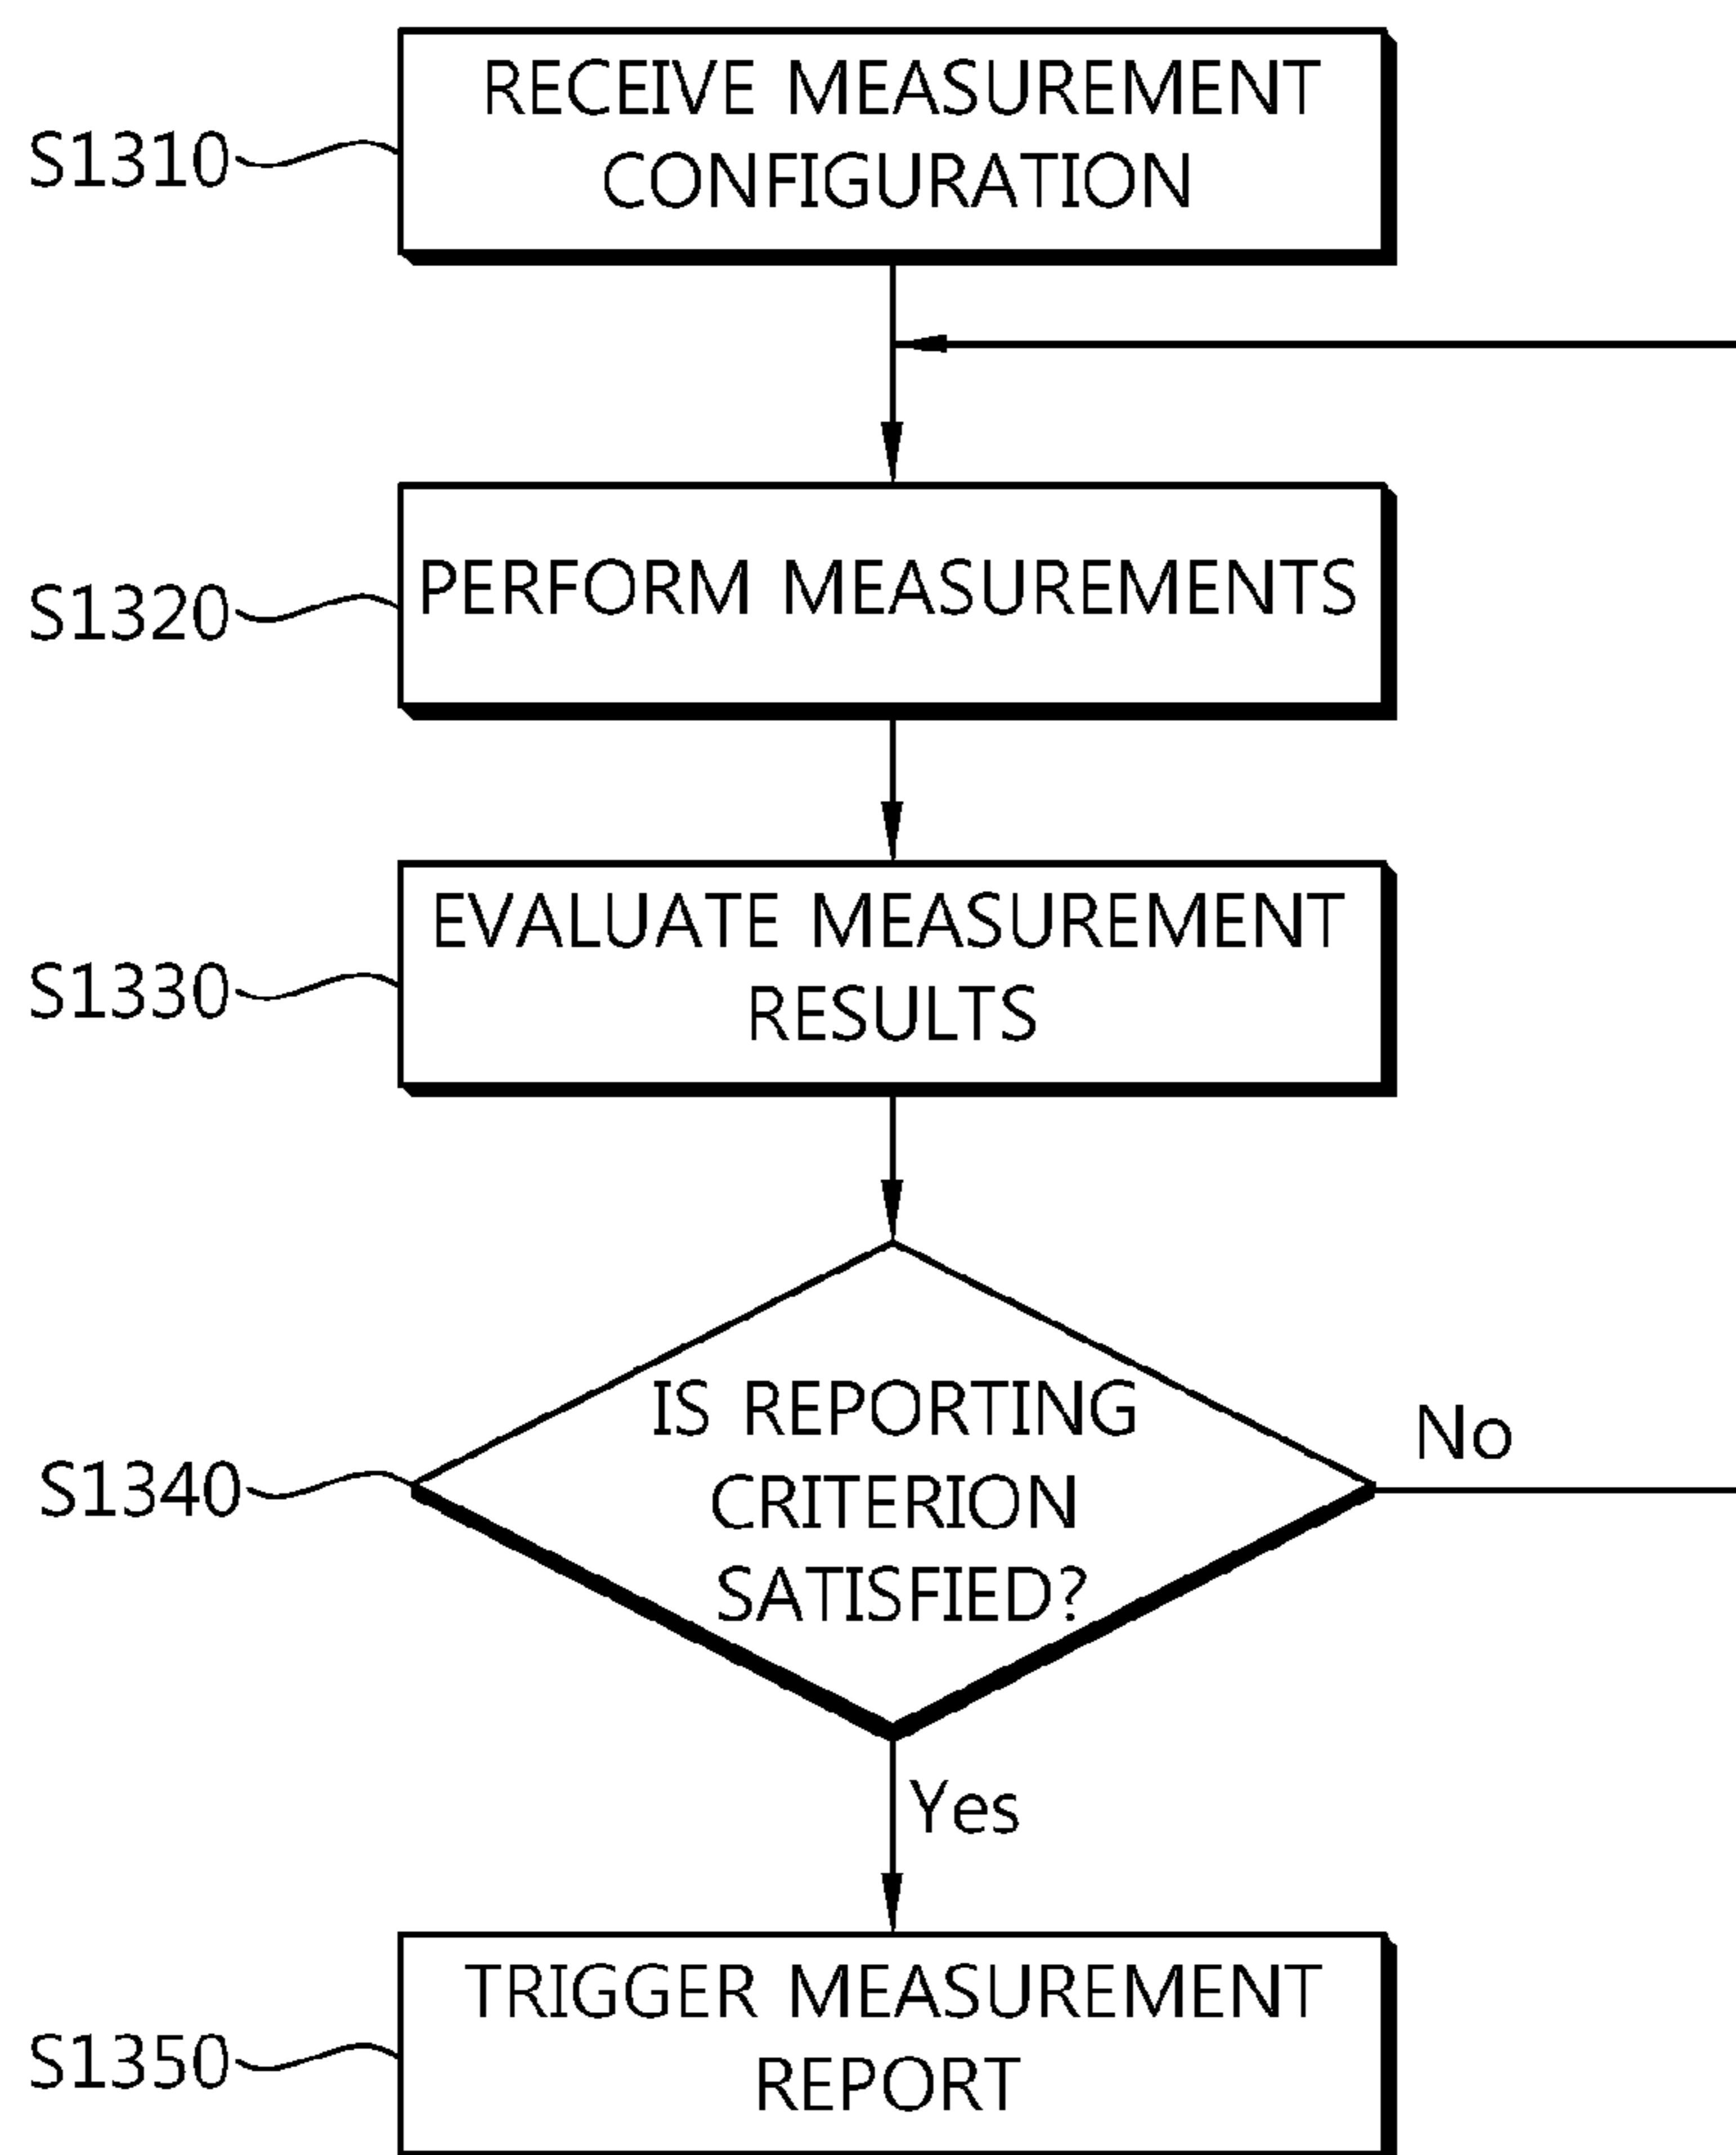 RECEIVE MEASUREMENT
CONFIGURATION
S1310
PERFORM MEASUREMENTS
S1320
EVALUATE MEASUREMENT
RESULTS
S1330
IS REPORTING
CRITERION
SATISFIED?
S1340
No
Yes
TRIGGER MEASUREMENT
REPORT
S1350